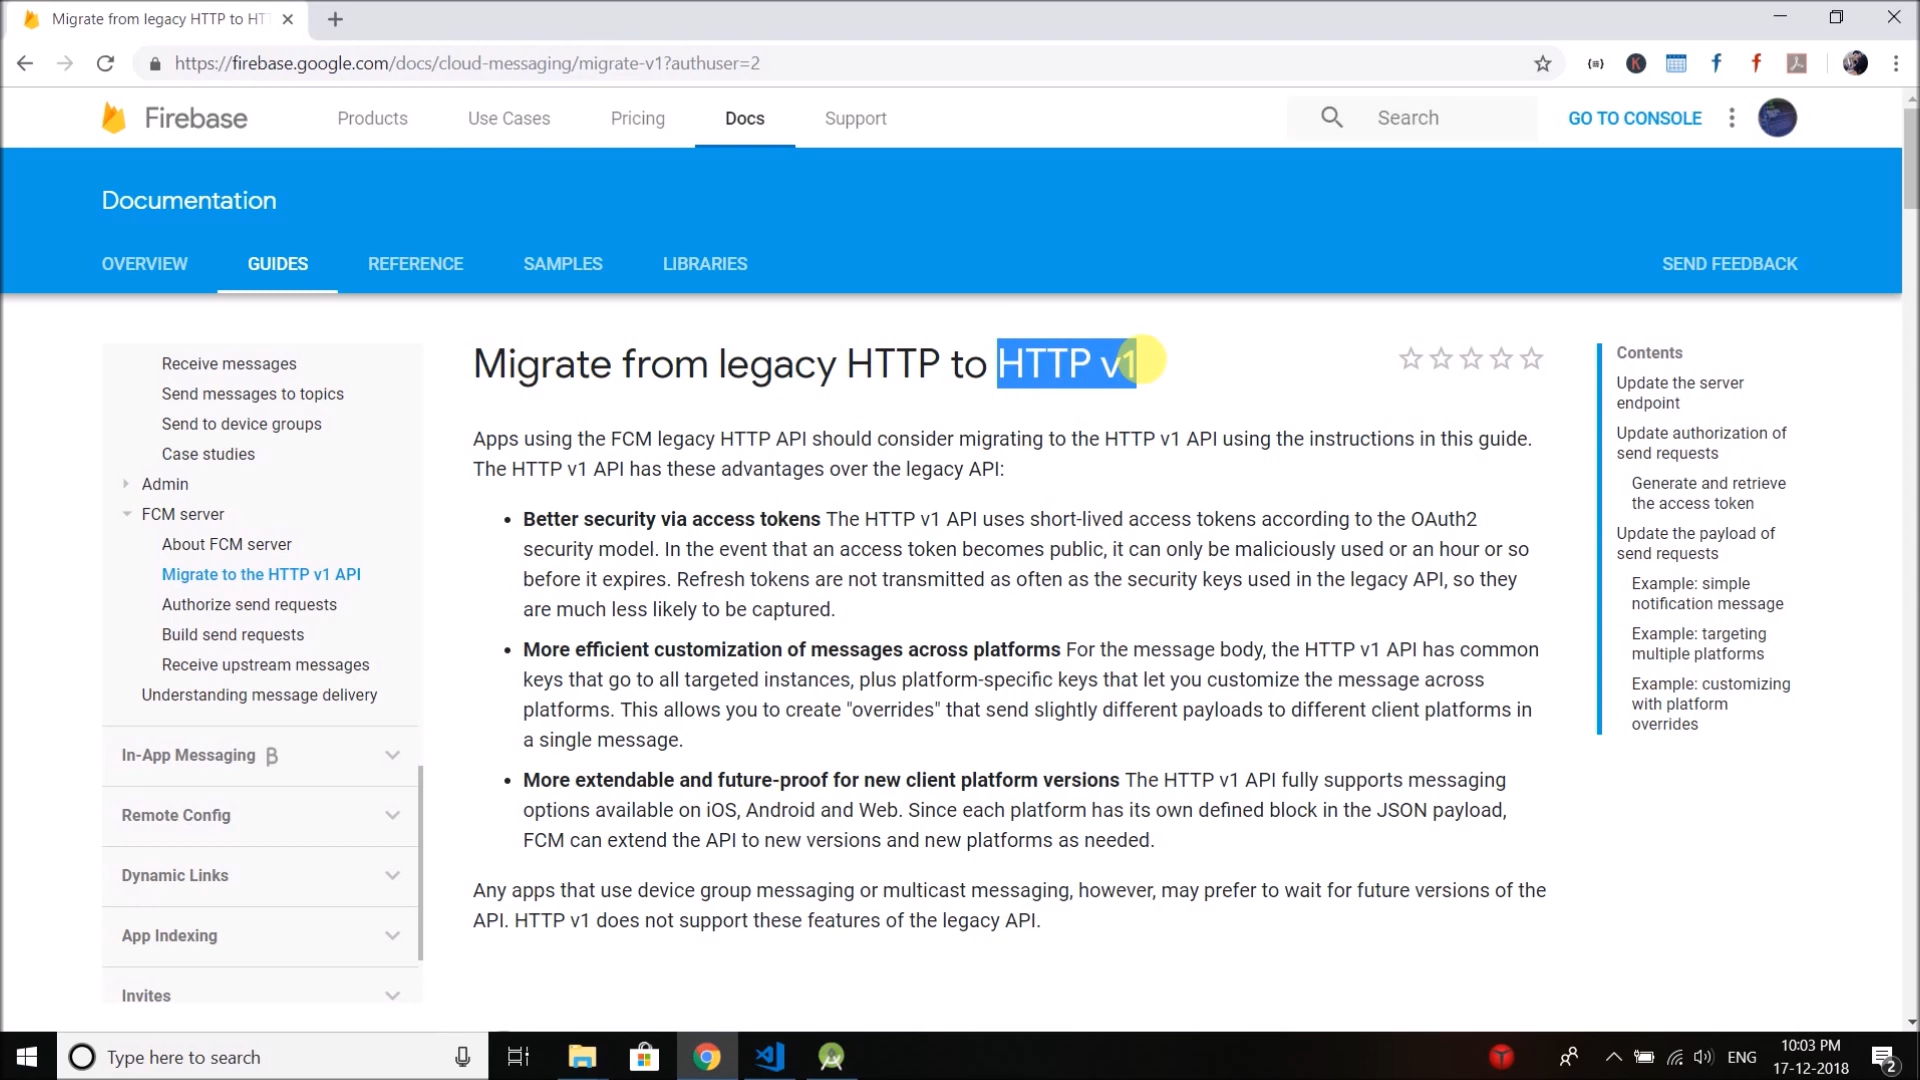 Migrate from legacy HTTP to HT
https://firebase.google.com/docs/cloud-messaging/migrate-v1?authuser=2
Firebase
Products
Use Cases
Pricing
Docs
Support
Search
GO TO CONSOLE
Documentation
OVERVIEW
GUIDES
REFERENCE
SAMPLES
LIBRARIES
SEND FEEDBACK
Receive messages
Send messages to topics
Send to device groups
Case studies
Admin
FCM server
About FCM server
Migrate to the HTTP v1 API
Authorize send requests
Build send requests
Receive upstream messages
Understanding message delivery
In-App Messaging β
Remote Config
Dynamic Links
App Indexing
Invites
Migrate from legacy HTTP to HTTP v1
Apps using the FCM legacy HTTP API should consider migrating to the HTTP v1 API using the instructions in this guide.
The HTTP v1 API has these advantages over the legacy API:
• Better security via access tokens The HTTP v1 API uses short-lived access tokens according to the OAuth2
security model. In the event that an access token becomes public, it can only be maliciously used or an hour or so
before it expires. Refresh tokens are not transmitted as often as the security keys used in the legacy API, so they
are much less likely to be captured.
• More efficient customization of messages across platforms For the message body, the HTTP v1 API has common
keys that go to all targeted instances, plus platform-specific keys that let you customize the message across
platforms. This allows you to create "overrides" that send slightly different payloads to different client platforms in
a single message.
• More extendable and future-proof for new client platform versions The HTTP v1 API fully supports messaging
options available on iOS, Android and Web. Since each platform has its own defined block in the JSON payload,
FCM can extend the API to new versions and new platforms as needed.
Any apps that use device group messaging or multicast messaging, however, may prefer to wait for future versions of the
API. HTTP v1 does not support these features of the legacy API.
Contents
Update the server
endpoint
Update authorization of
send requests
Generate and retrieve
the access token
Update the payload of
send requests
Example: simple
notification message
Example: targeting
multiple platforms
Example: customizing
with platform
overrides
Type here to search
ENG
10:03 PM
17-12-2018
2